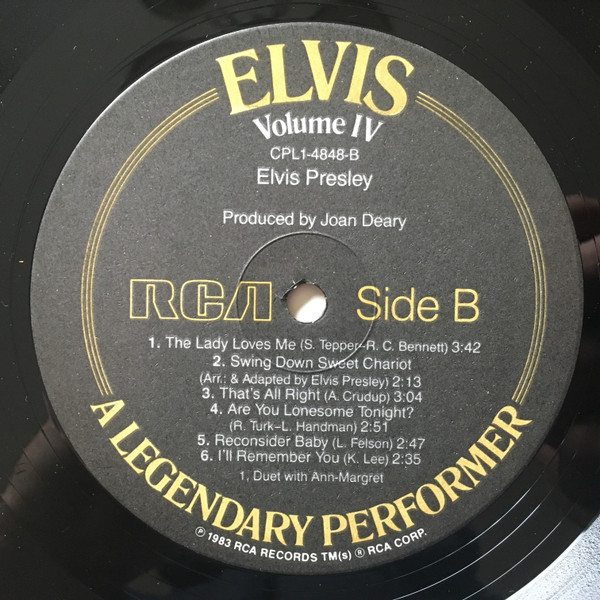 ELVIS
Volume IV
CPL1-4848-B
Elvis Presley
Produced by Joan Deary
RCA
Side B
1. The Lady Loves Me (S. Tepper-R. C. Bennett) 3:42
2. Swing Down Sweet Chariot
(Arr.: & Adapted by Elvis Presley) 2:13
3. That's All Right (A. Crudup) 3:04
4. Are You Lonesome Tonight?
(R. Turk-L. Handman) 2:51
5. Reconsider Baby (L. Felson) 2:47
6. I'll Remember You (K. Lee) 2:35
1. Duet with Ann-Margret
A LEGENDARY PERFORMER
℗ 1983 RCA RECORDS TM(s) ® RCA CORP.